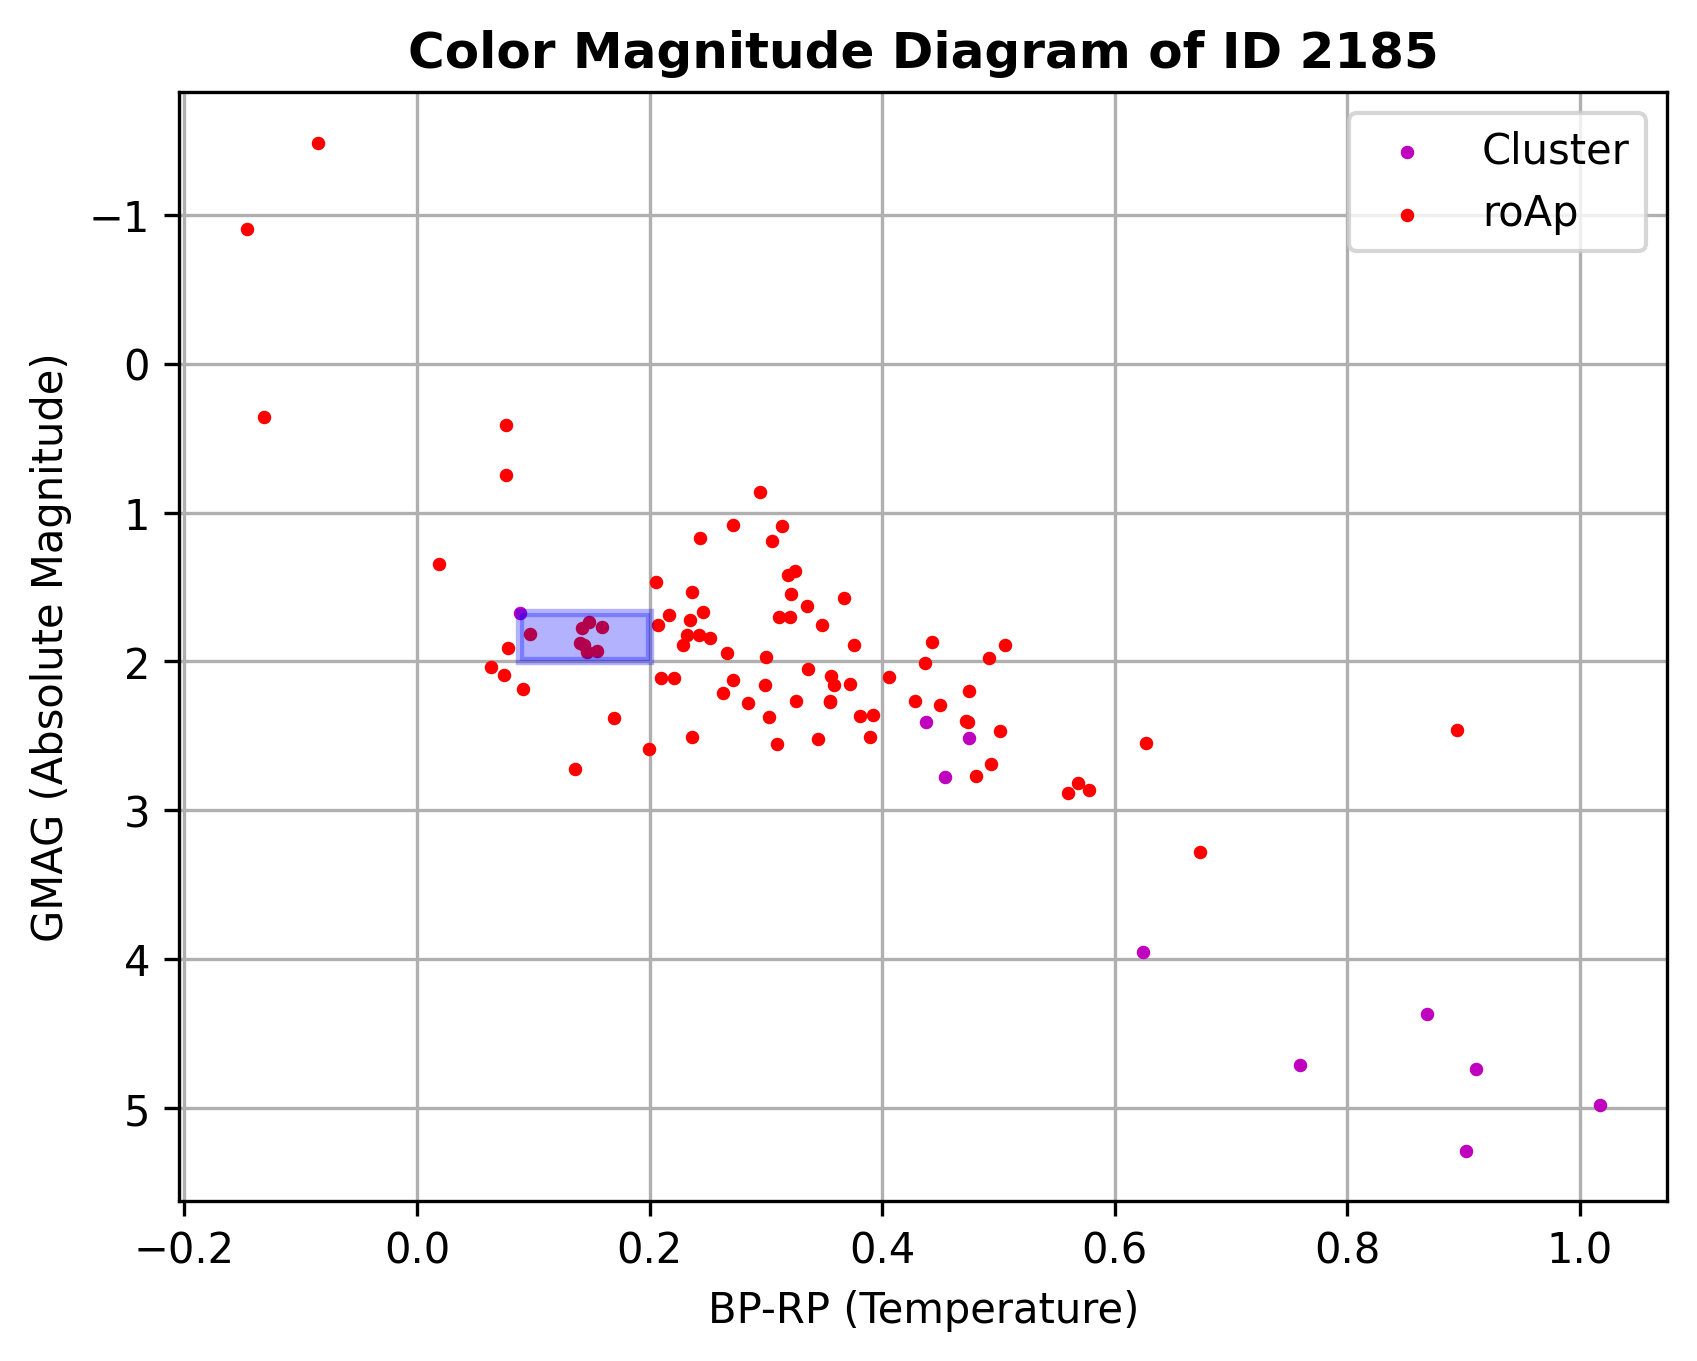 Color Magnitude Diagram of ID 2185
Cluster
roAp
−1
0
1
2
3
4
5
GMAG (Absolute Magnitude)
−0.2 0.0 0.2 0.4 0.6 0.8 1.0
BP-RP (Temperature)